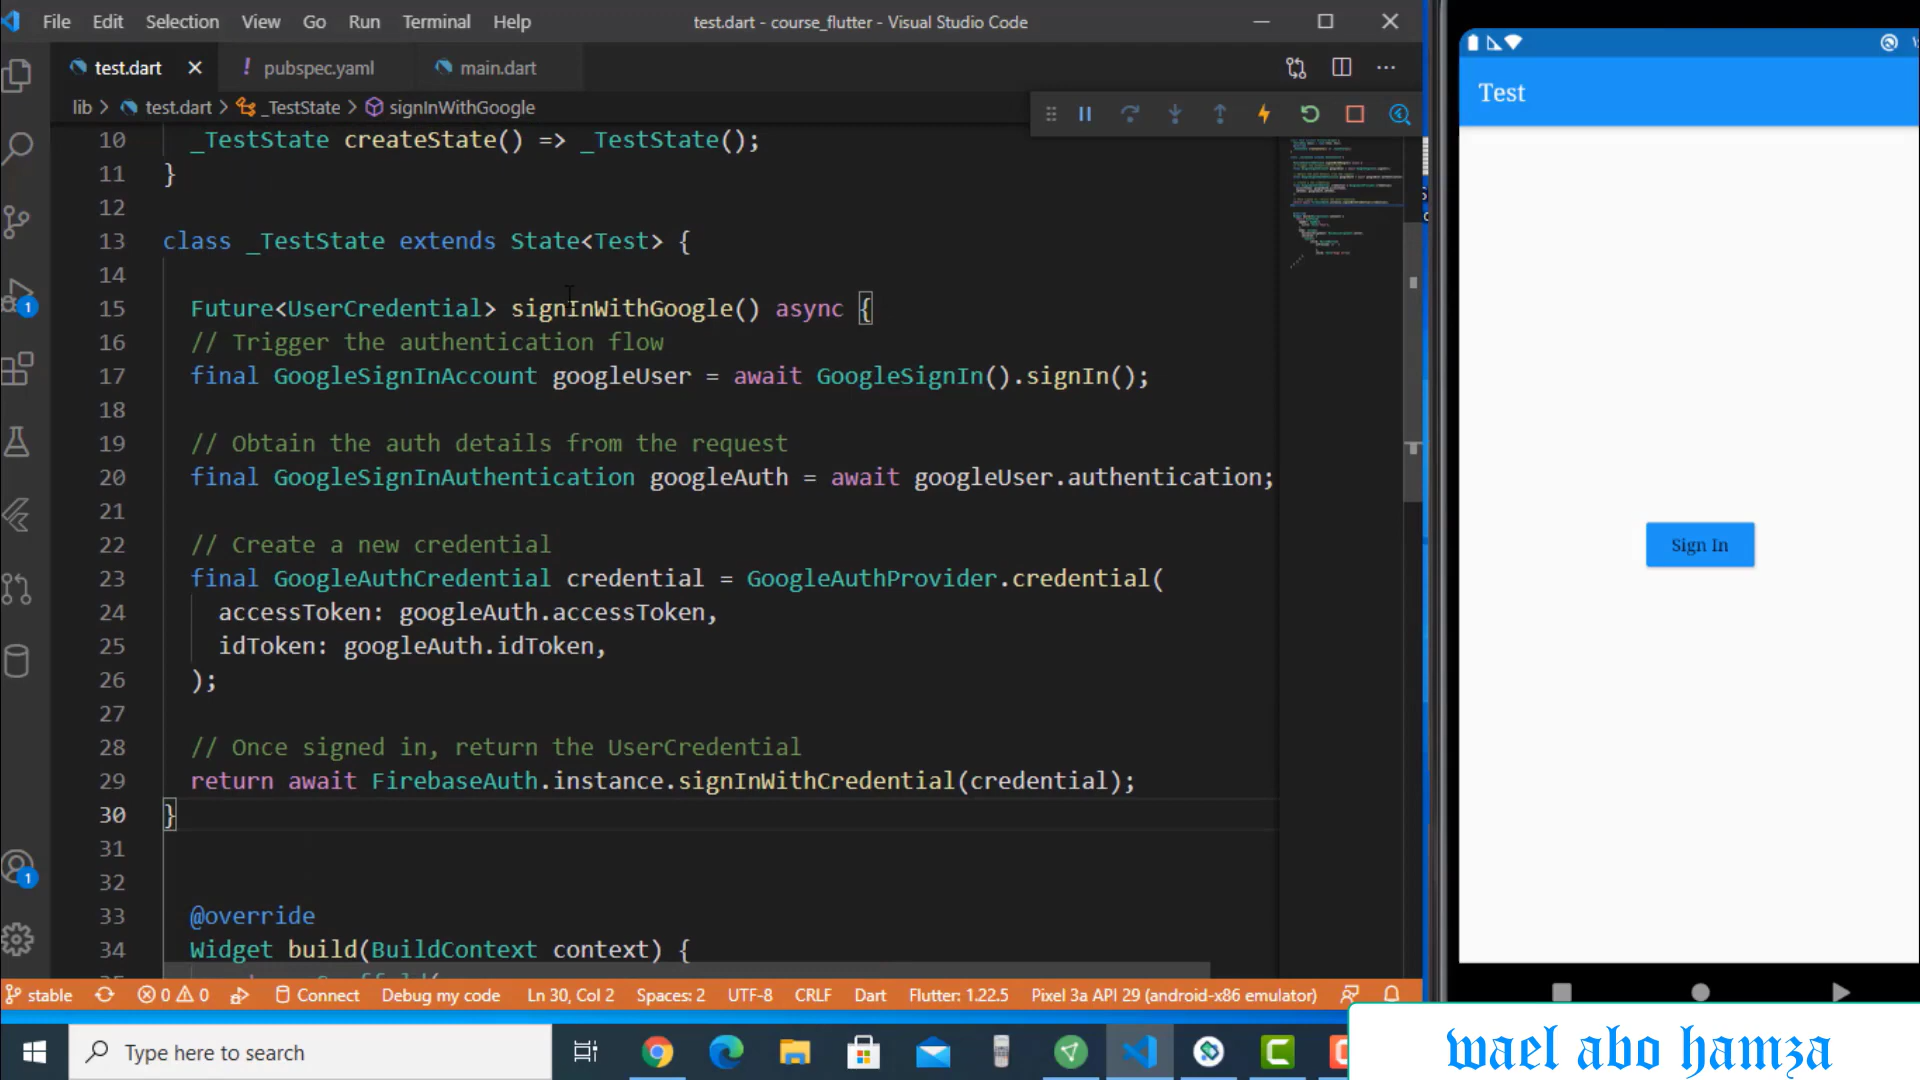 File Edit Selection View Go Run Terminal Help test.dart - course_flutter - Visual Studio Code
test.dart ! pubspec.yaml main.dart
lib > test.dart > _TestState > signInWithGoogle
10 _TestState createState() => _TestState();
11 }
12
13 class _TestState extends State<Test> {
14
15 Future<UserCredential> signInWithGoogle() async {
16 // Trigger the authentication flow
17 final GoogleSignInAccount googleUser = await GoogleSignIn().signIn();
18
19 // Obtain the auth details from the request
20 final GoogleSignInAuthentication googleAuth = await googleUser.authentication;
21
22 // Create a new credential
23 final GoogleAuthCredential credential = GoogleAuthProvider.credential(
24 accessToken: googleAuth.accessToken,
25 idToken: googleAuth.idToken,
26 );
27
28 // Once signed in, return the UserCredential
29 return await FirebaseAuth.instance.signInWithCredential(credential);
30 }
31
32
33 @override
34 Widget build(BuildContext context) {
1
1
stable 0 0 Connect Debug my code Ln 30, Col 2 Spaces: 2 UTF-8 CRLF Dart Flutter: 1.22.5 Pixel 3a API 29 (android-x86 emulator)
Type here to search
Test
Sign In
wael abo hamza